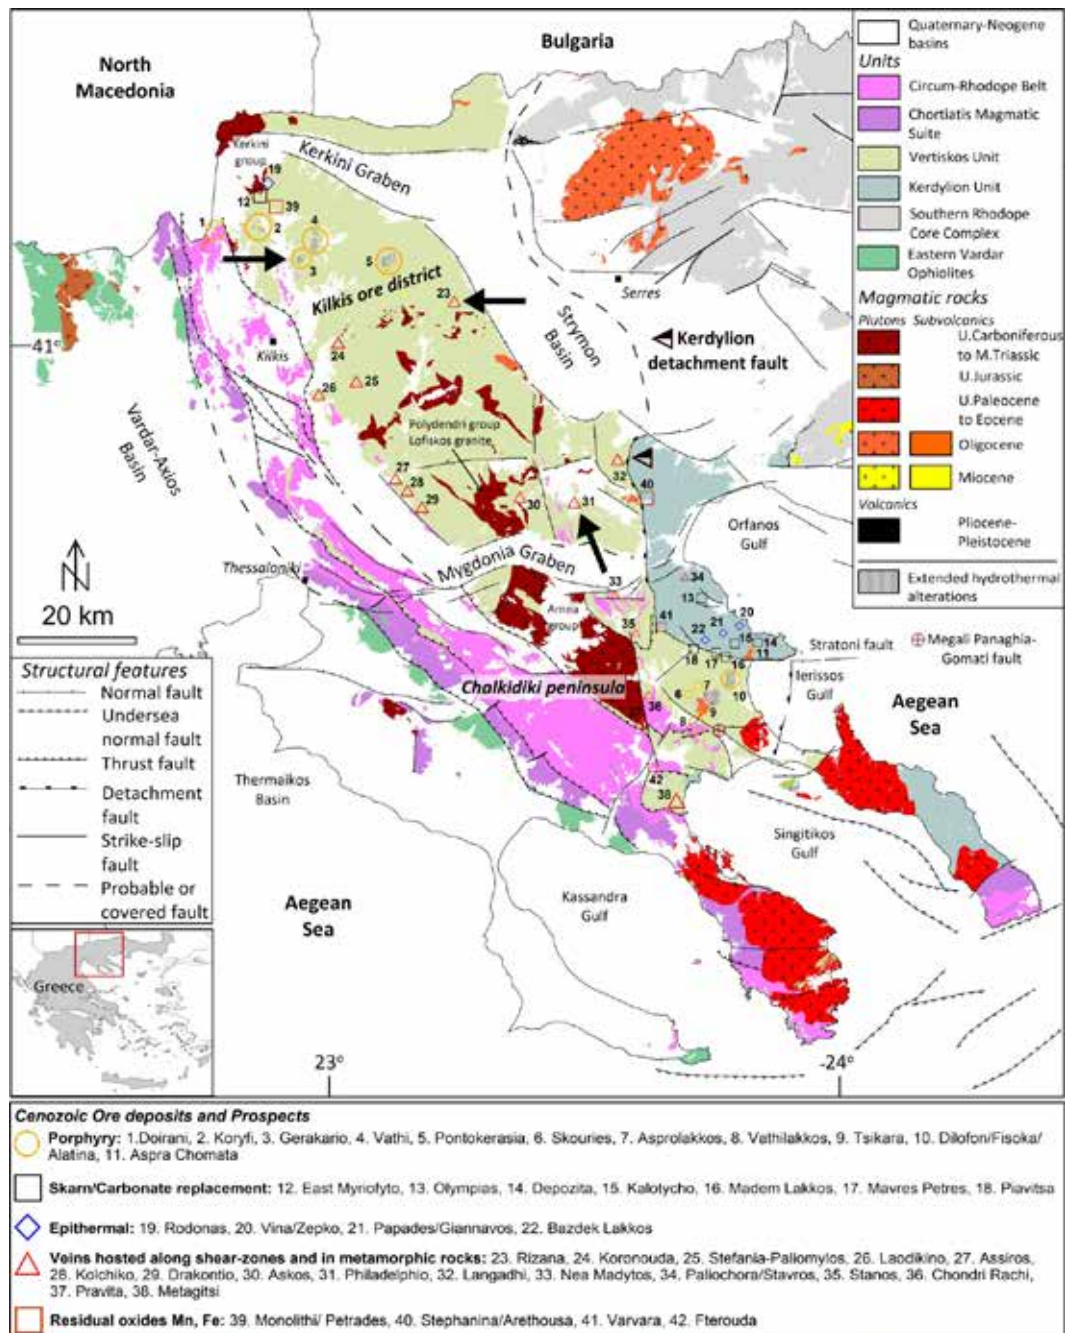 North
Macedonia
Bulgaria
Kerkini
group
Kerkini Graben
19
12
39
1
2
4
3
5
Kilkis ore district
23
Strymon
Basin
Serres
Kerdylion
detachment fault
41°
Kilkis
24
25
26
Vardar-Axios
Basin
Polydendri group
Lofiskos granite
27
28
29
30
31
32
40
Orfanos
Gulf
Mygdonia Graben
Thessaloniki
N
20 km
33
34
13
Arnea
group
35
41
20
21
22
15
14
11
18
17
16
Stratoni fault
Megali Panaghia-
Gomati fault
Ierissos
Gulf
Chalkidiki peninsula
36
6
7
10
9
8
37
Aegean
Sea
Thermaikos
Basin
42
38
Singitikos
Gulf
Kassandra
Gulf
Aegean
Sea
23°
-24°
Quaternary-Neogene
basins
Units
Circum-Rhodope Belt
Chortiatis Magmatic
Suite
Vertiskos Unit
Kerdylion Unit
Southern Rhodope
Core Complex
Eastern Vardar
Ophiolites
Magmatic rocks
Plutons Subvolcanics
U.Carboniferous
to M.Triassic
U.Jurassic
U.Paleocene
to Eocene
Oligocene
Miocene
Volcanics
Pliocene-
Pleistocene
Extended hydrothermal
alterations
Structural features
Normal fault
Undersea
normal fault
Thrust fault
Detachment
fault
Strike-slip
fault
Probable or
covered fault
Greece
Cenozoic Ore deposits and Prospects
Porphyry: 1.Doirani, 2. Koryfi, 3. Gerakario, 4. Vathi, 5. Pontokerasia, 6. Skouries, 7. Asprolakkos, 8. Vathilakkos, 9. Tsikara, 10. Dilofon/Fisoka/
Alatina, 11. Aspra Chomata
Skarn/Carbonate replacement: 12. East Myriofyto, 13. Olympias, 14. Depozita, 15. Kalotycho, 16. Madem Lakkos, 17. Mavres Petres, 18. Piavitsa
Epithermal: 19. Rodonas, 20. Vina/Zepko, 21. Papades/Giannavos, 22. Bazdek Lakkos
Veins hosted along shear-zones and in metamorphic rocks: 23. Rizana, 24. Koronouda, 25. Stefania-Paliomylos, 26. Laodikino, 27. Assiros,
28. Kolchiko, 29. Drakontio, 30. Askos, 31. Philadelphio, 32. Langadhi, 33. Nea Madytos, 34. Paliochora/Stavros, 35. Stanos, 36. Chondri Rachi,
37. Pravita, 38. Metagitsi
Residual oxides Mn, Fe: 39. Monolithi/ Petrades, 40. Stephanina/Arethousa, 41. Varvara, 42. Fterouda